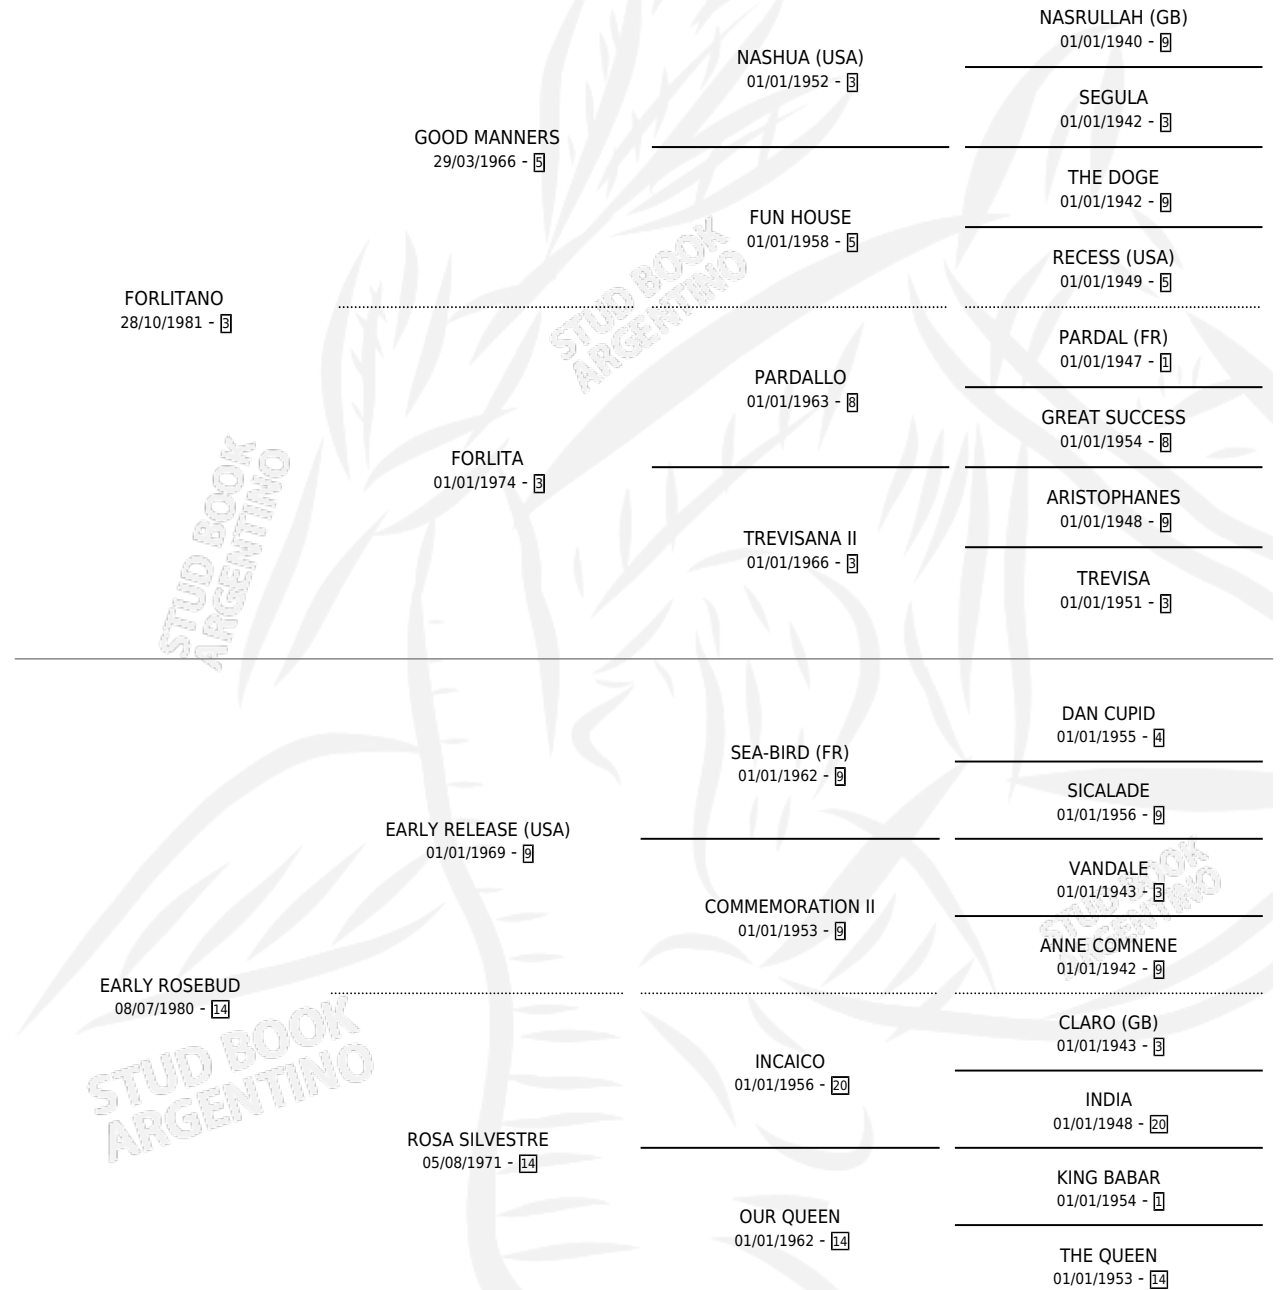 NASRULLAH (GB)
01/01/1940 - 9
NASHUA (USA)
01/01/1952 - 3
SEGULA
01/01/1942 - 3
GOOD MANNERS
29/03/1966 - 5
THE DOGE
01/01/1942 - 9
FUN HOUSE
01/01/1958 - 5
RECESS (USA)
01/01/1949 - 5
FORLITANO
28/10/1981 - 3
PARDAL (FR)
01/01/1947 - 1
PARDALLO
01/01/1963 - 8
GREAT SUCCESS
01/01/1954 - 8
FORLITA
01/01/1974 - 3
ARISTOPHANES
01/01/1948 - 9
TREVISANA II
01/01/1966 - 3
TREVISA
01/01/1951 - 3
DAN CUPID
01/01/1955 - 4
SEA-BIRD (FR)
01/01/1962 - 9
SICALADE
01/01/1956 - 9
EARLY RELEASE (USA)
01/01/1969 - 9
VANDALE
01/01/1943 - 3
COMMEMORATION II
01/01/1953 - 9
ANNE COMNENE
01/01/1942 - 9
EARLY ROSEBUD
08/07/1980 - 14
CLARO (GB)
01/01/1943 - 3
INCAICO
01/01/1956 - 20
INDIA
01/01/1948 - 20
ROSA SILVESTRE
05/08/1971 - 14
KING BABAR
01/01/1954 - 1
OUR QUEEN
01/01/1962 - 14
THE QUEEN
01/01/1953 - 14
STUD BOOK
ARGENTINO
STUD BOOK
ARGENTINO
STUD BOOK
ARGENTINO
STUD BOOK
ARGENTINO